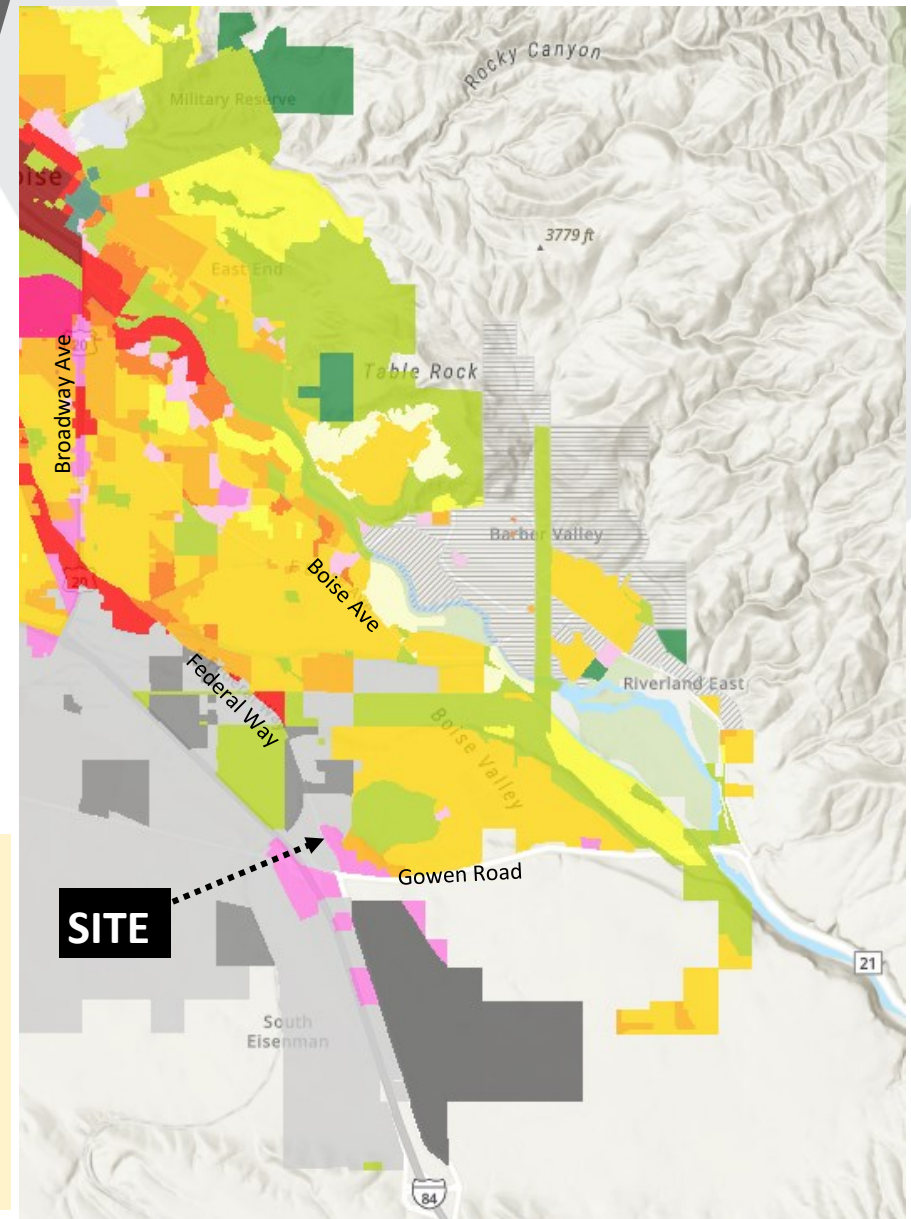 Rocky Canyon
Military Reserve
oise
3779 ft
East End
20
Table Rock
Broadway Ave
Barber Valley
20
Boise Ave
Federal Way
Riverland East
Boise Valley
Gowen Road
SITE
21
South
Eisenman
84